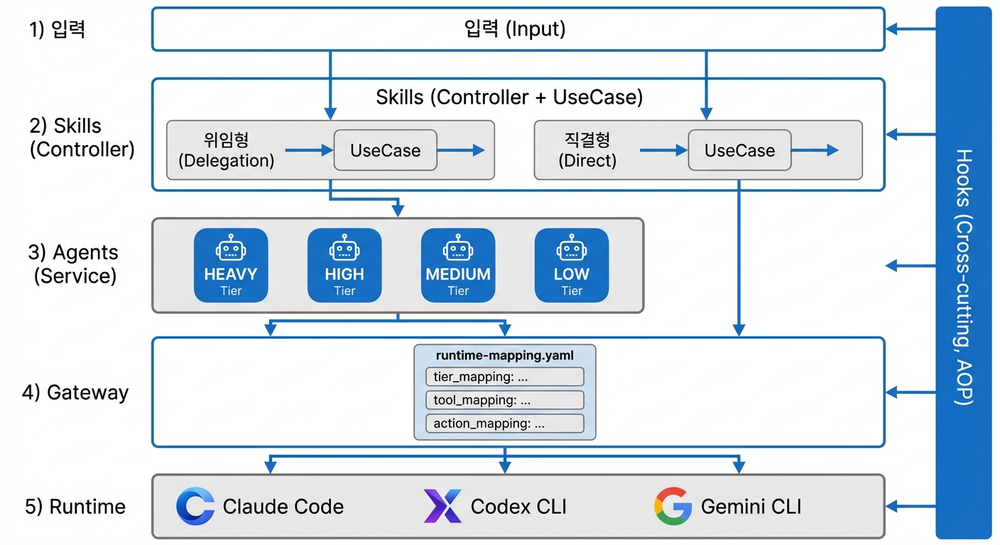 1) 입력
입력 (Input)
2) Skills
(Controller)
Skills (Controller + UseCase)
위임형
(Delegation)
UseCase
직결형
(Direct)
UseCase
3) Agents
(Service)
HEAVY
Tier
HIGH
Tier
MEDIUM
Tier
LOW
Tier
4) Gateway
runtime-mapping.yaml
tier_mapping: ...
tool_mapping: ...
action_mapping: ...
5) Runtime
Claude Code
Codex CLI
Gemini CLI
Hooks (Cross-cutting, AOP)